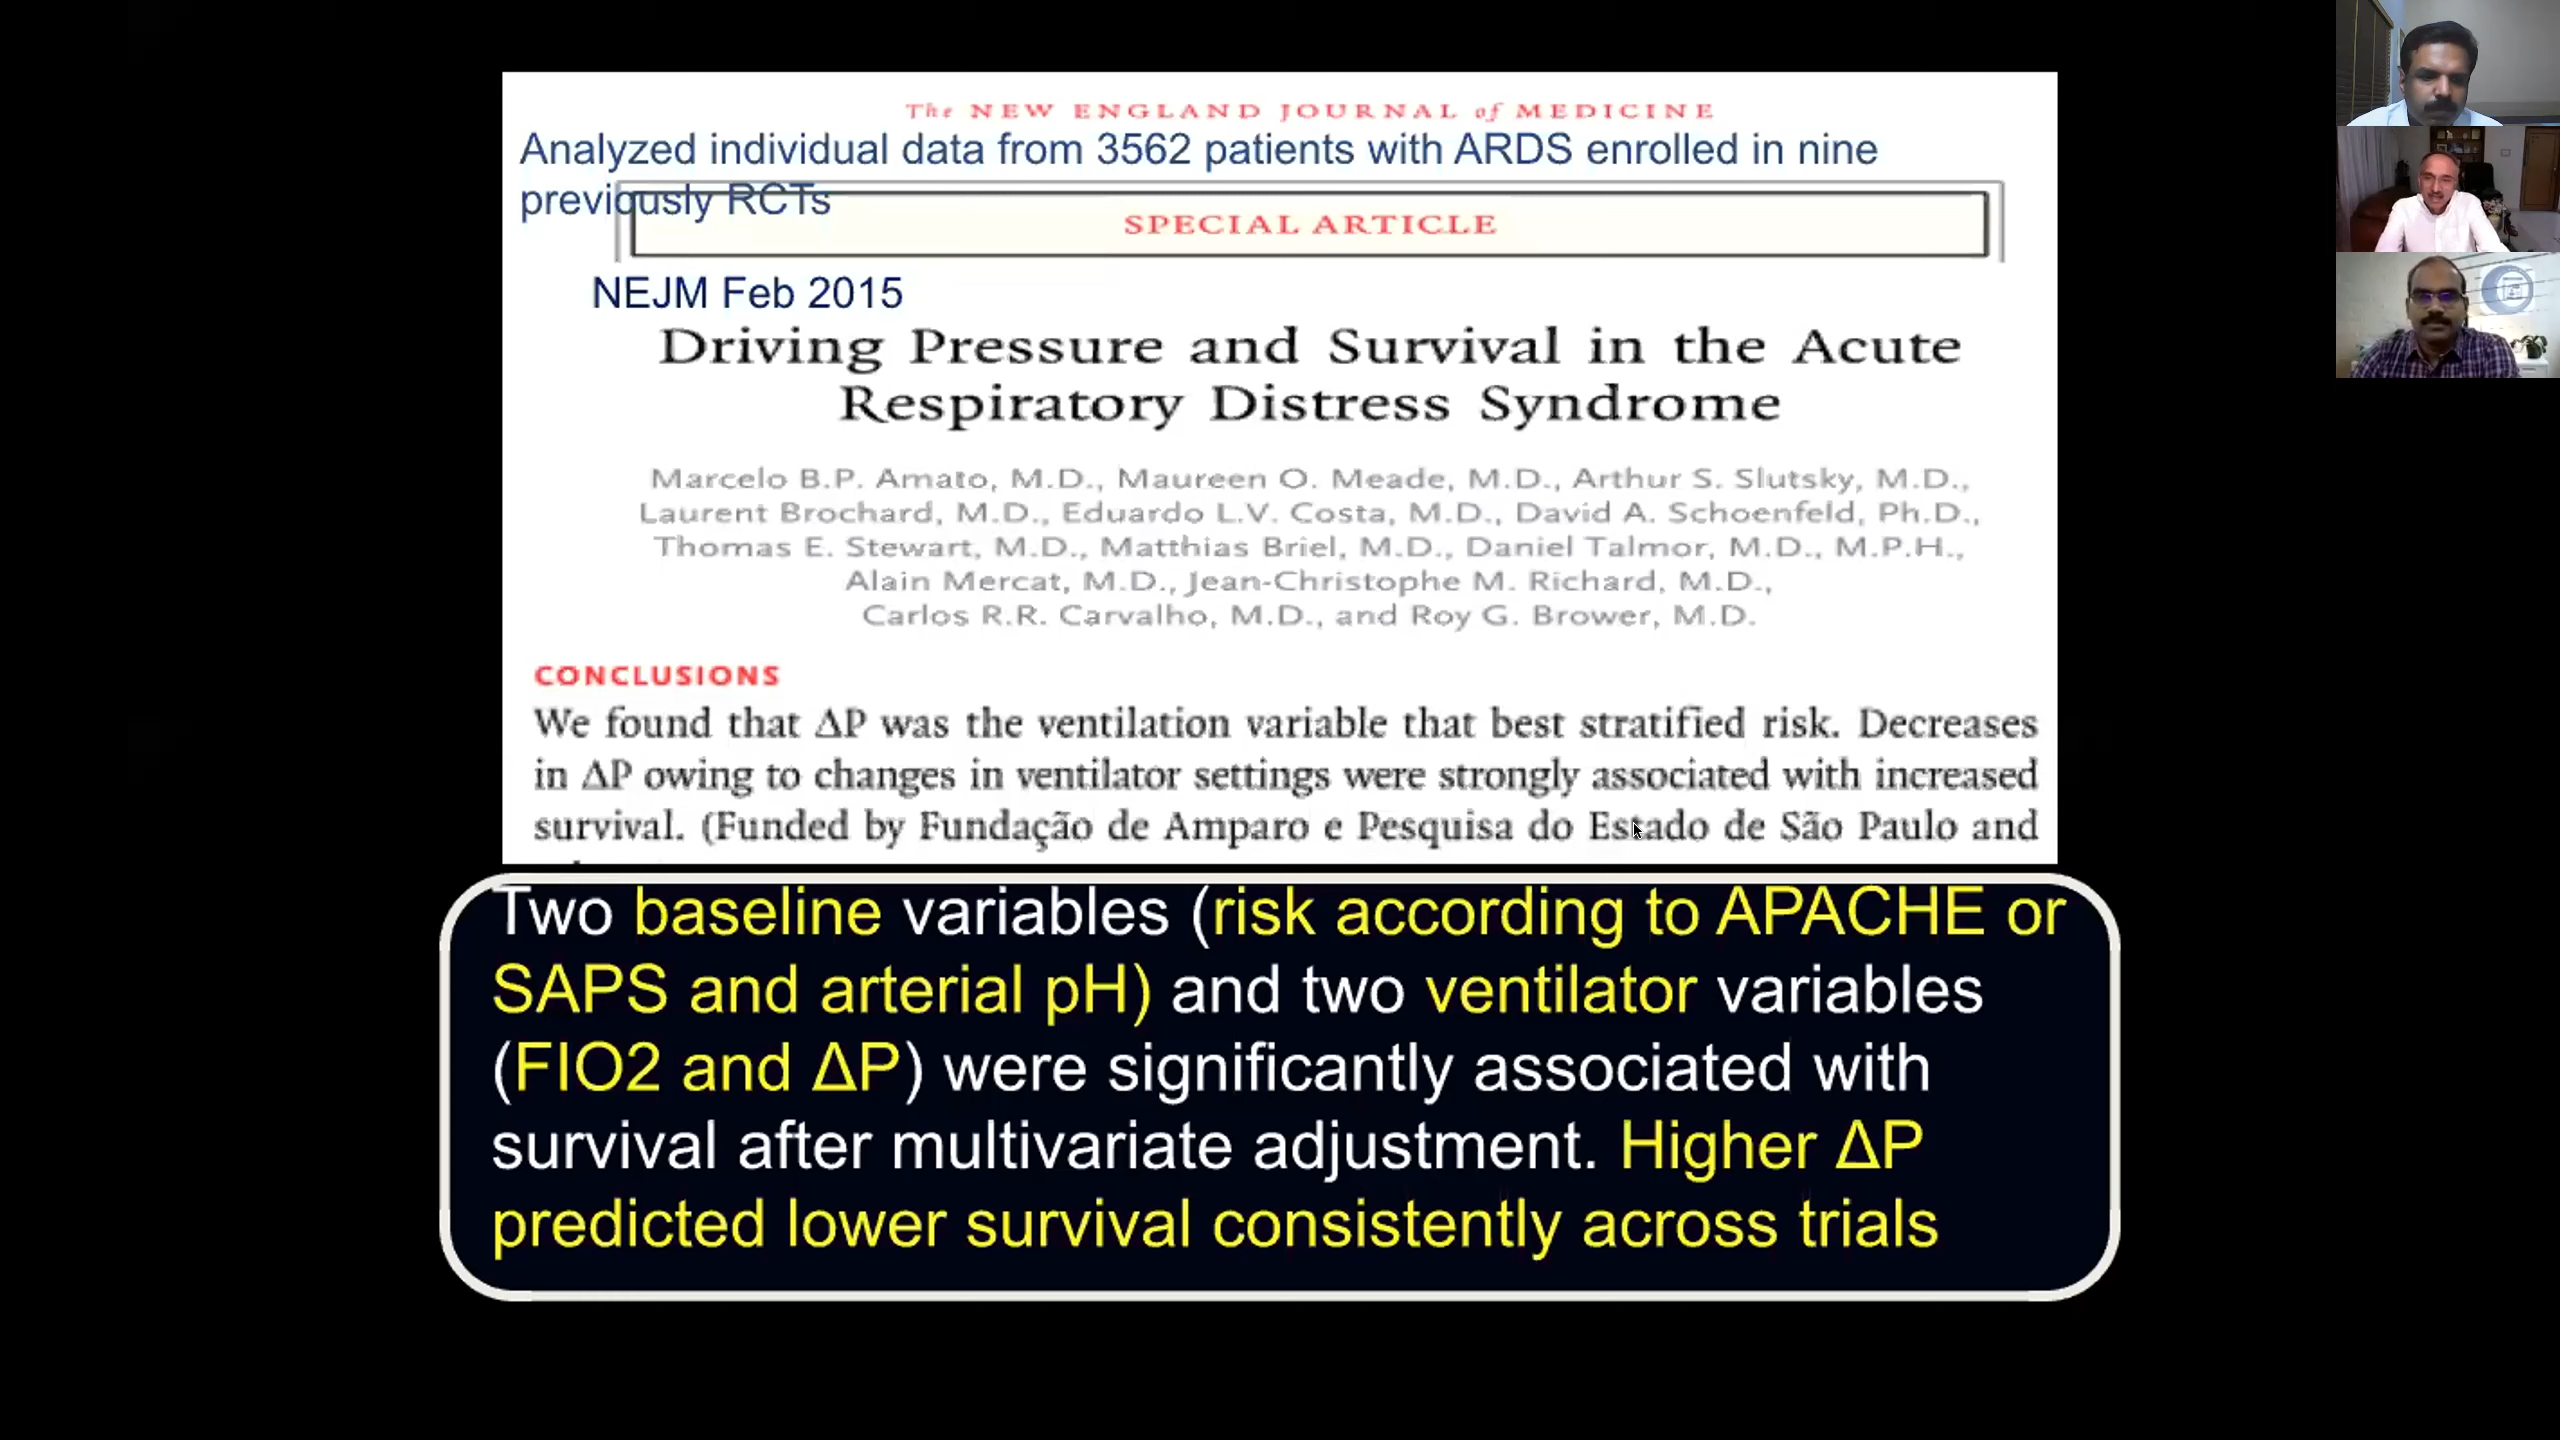 The NEW ENGLAND JOURNAL of MEDICINE
Analyzed individual data from 3562 patients with ARDS enrolled in nine
previously RCTs
SPECIAL ARTICLE
NEJM Feb 2015
Driving Pressure and Survival in the Acute
Respiratory Distress Syndrome
Marcelo B.P. Amato, M.D., Maureen O. Meade, M.D., Arthur S. Slutsky, M.D.,
Laurent Brochard, M.D., Eduardo L.V. Costa, M.D., David A. Schoenfeld, Ph.D.,
Thomas E. Stewart, M.D., Matthias Briel, M.D., Daniel Talmor, M.D., M.P.H.,
Alain Mercat, M.D., Jean-Christophe M. Richard, M.D.,
Carlos R.R. Carvalho, M.D., and Roy G. Brower, M.D.
CONCLUSIONS
We found that ΔP was the ventilation variable that best stratified risk. Decreases
in ΔP owing to changes in ventilator settings were strongly associated with increased
survival. (Funded by Fundação de Amparo e Pesquisa do Estado de São Paulo and
Two baseline variables (risk according to APACHE or
SAPS and arterial pH) and two ventilator variables
(FIO2 and ΔP) were significantly associated with
survival after multivariate adjustment. Higher ΔP
predicted lower survival consistently across trials